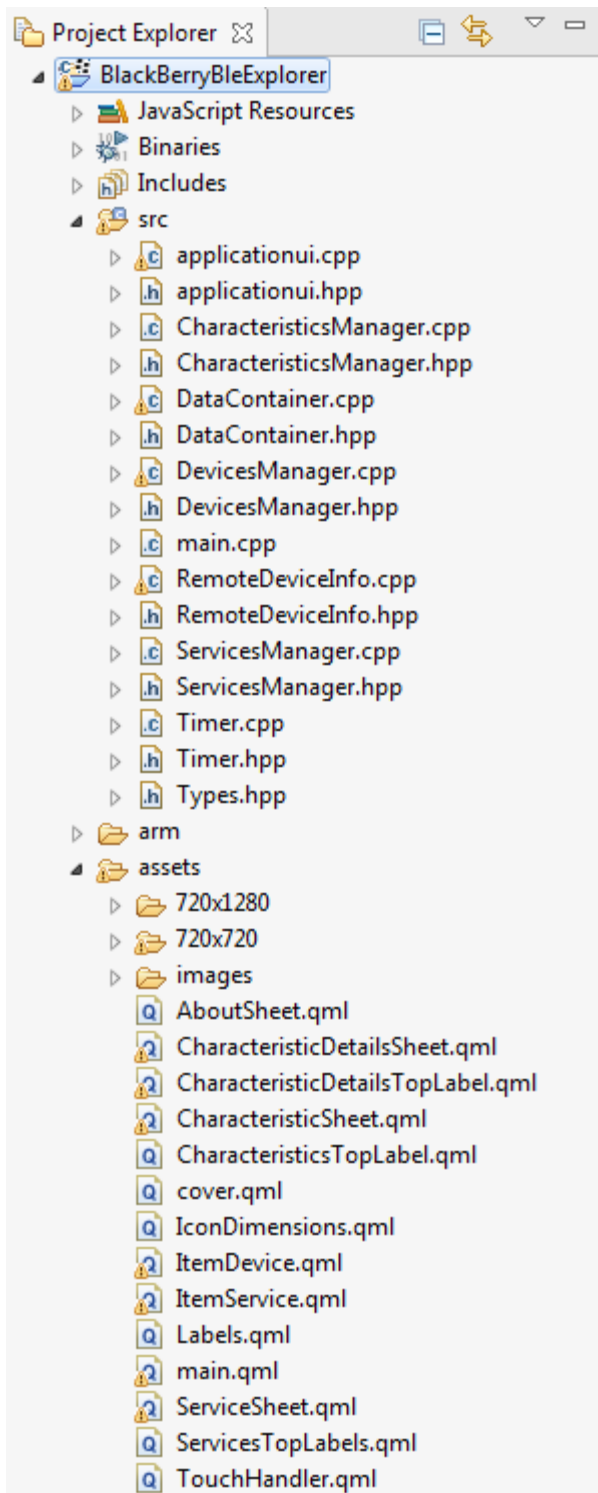 Project Explorer
BlackBerryBleExplorer
JavaScript Resources
Binaries
Includes
src
applicationui.cpp
applicationui.hpp
CharacteristicsManager.cpp
CharacteristicsManager.hpp
DataContainer.cpp
DataContainer.hpp
DevicesManager.cpp
DevicesManager.hpp
main.cpp
RemoteDeviceInfo.cpp
RemoteDeviceInfo.hpp
ServicesManager.cpp
ServicesManager.hpp
Timer.cpp
Timer.hpp
Types.hpp
arm
assets
720x1280
720x720
images
AboutSheet.qml
CharacteristicDetailsSheet.qml
CharacteristicDetailsTopLabel.qml
CharacteristicSheet.qml
CharacteristicsTopLabel.qml
cover.qml
IconDimensions.qml
ItemDevice.qml
ItemService.qml
Labels.qml
main.qml
ServiceSheet.qml
ServicesTopLabels.qml
TouchHandler.qml